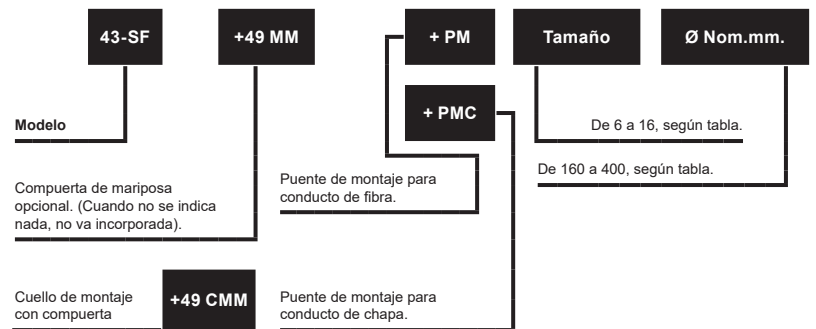 43-SF
+49 MM
+ PM
Tamaño
Ø Nom.mm.
+ PMC
Modelo
De 6 a 16, según tabla.
De 160 a 400, según tabla.
Compuerta de mariposa
opcional. (Cuando no se indica
nada, no va incorporada).
Puente de montaje para
conducto de fibra.
Cuello de montaje
con compuerta
+49 CMM
Puente de montaje para
conducto de chapa.